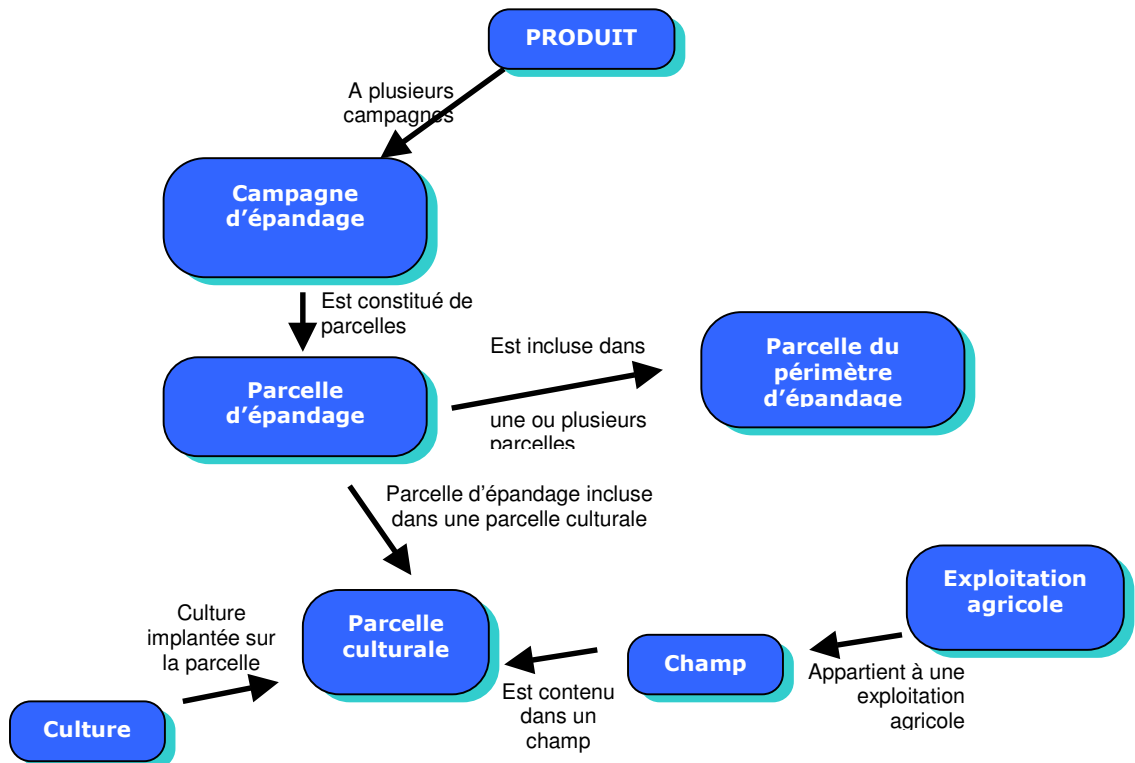 PRODUIT
A plusieurs
campagnes
Campagne
d'épandage
Est constitué de
parcelles
Est incluse dans
Parcelle du
périmètre
d'épandage
Parcelle
d'épandage
une ou plusieurs
parcelles
Parcelle d'épandage incluse
dans une parcelle culturale
Exploitation
agricole
Culture
implantée sur
la parcelle
Parcelle
culturale
Champ
Appartient à une
exploitation
agricole
Est contenu
dans un
champ
Culture